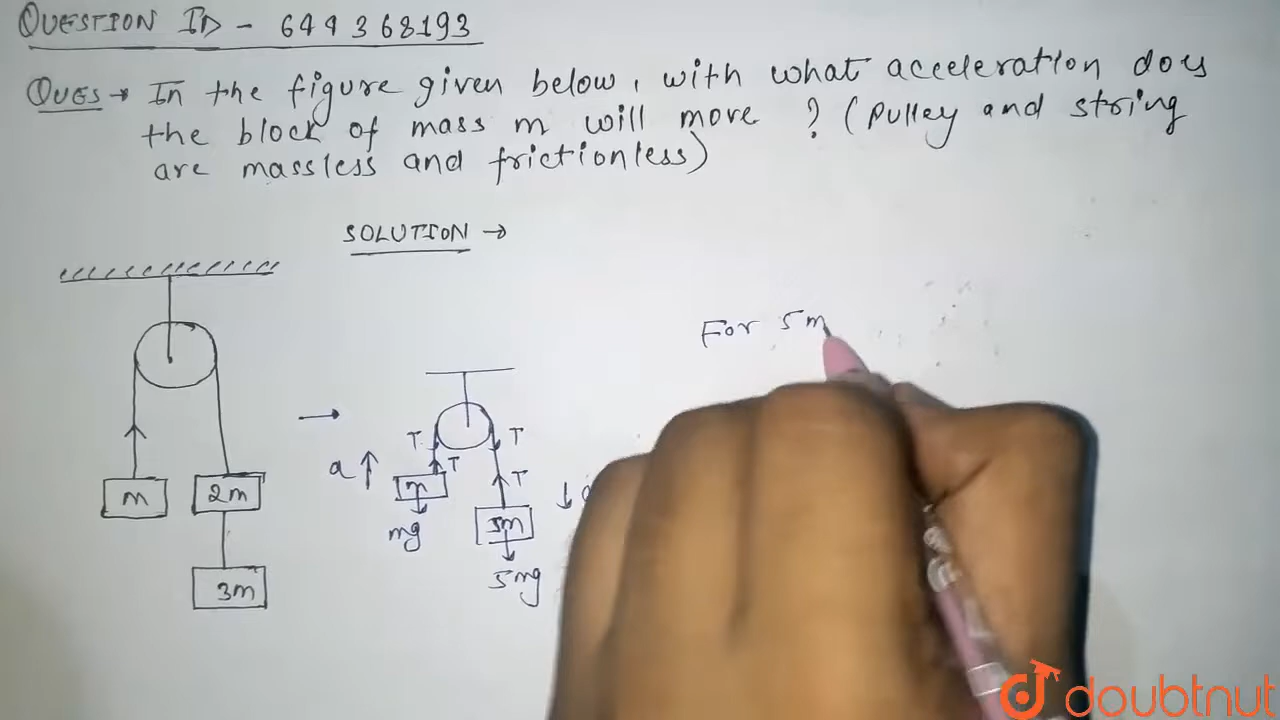 QUESTION ID - 644368193
QUES → In the figure given below, with what acceleration does
the block of mass m will move ? (pulley and string
are massless and frictionless)
SOLUTION →
For 5m
T T
a T T
m 2m
m 5m
mg
5mg
3m
doubtnut